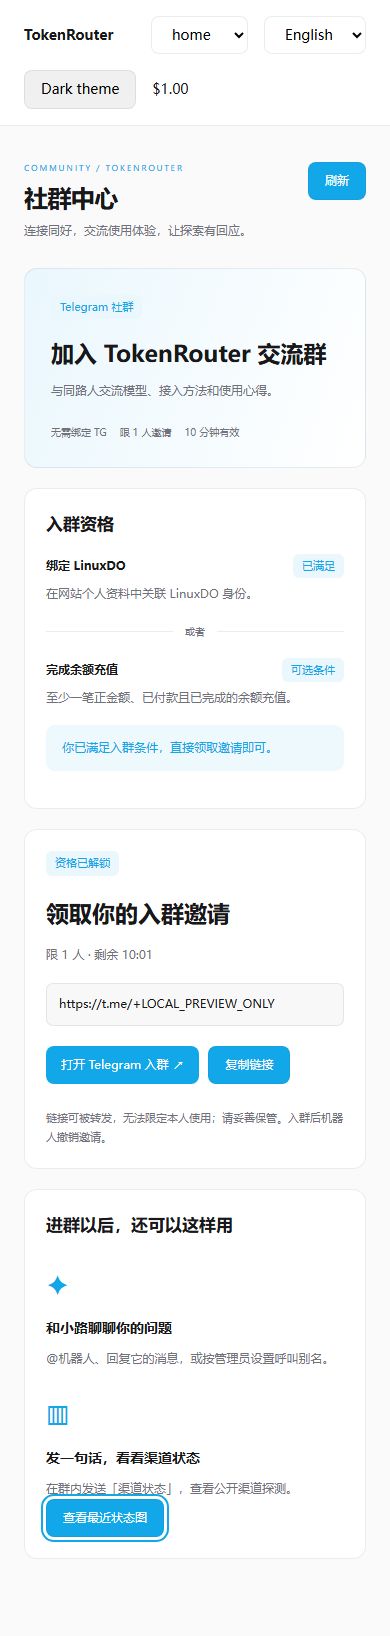 TokenRouter
home
English
Dark theme
$1.00
COMMUNITY / TOKENROUTER
社群中心
刷新
连接同好，交流使用体验，让探索有回应。
Telegram 社群
加入 TokenRouter 交流群
与同路人交流模型、接入方法和使用心得。
无需绑定 TG 限 1 人邀请 10 分钟有效
入群资格
绑定 LinuxDO
已满足
在网站个人资料中关联 LinuxDO 身份。
或者
完成余额充值
可选条件
至少一笔正金额、已付款且已完成的余额充值。
你已满足入群条件，直接领取邀请即可。
资格已解锁
领取你的入群邀请
限 1 人 · 剩余 10:01
https://t.me/+LOCAL_PREVIEW_ONLY
打开 Telegram 入群 ↗
复制链接
链接可被转发，无法限定本人使用；请妥善保管。入群后机器
人撤销邀请。
进群以后，还可以这样用
和小路聊聊你的问题
@机器人、回复它的消息，或按管理员设置呼叫别名。
发一句话，看看渠道状态
在群内发送「渠道状态」，查看公开渠道探测。
查看最近状态图